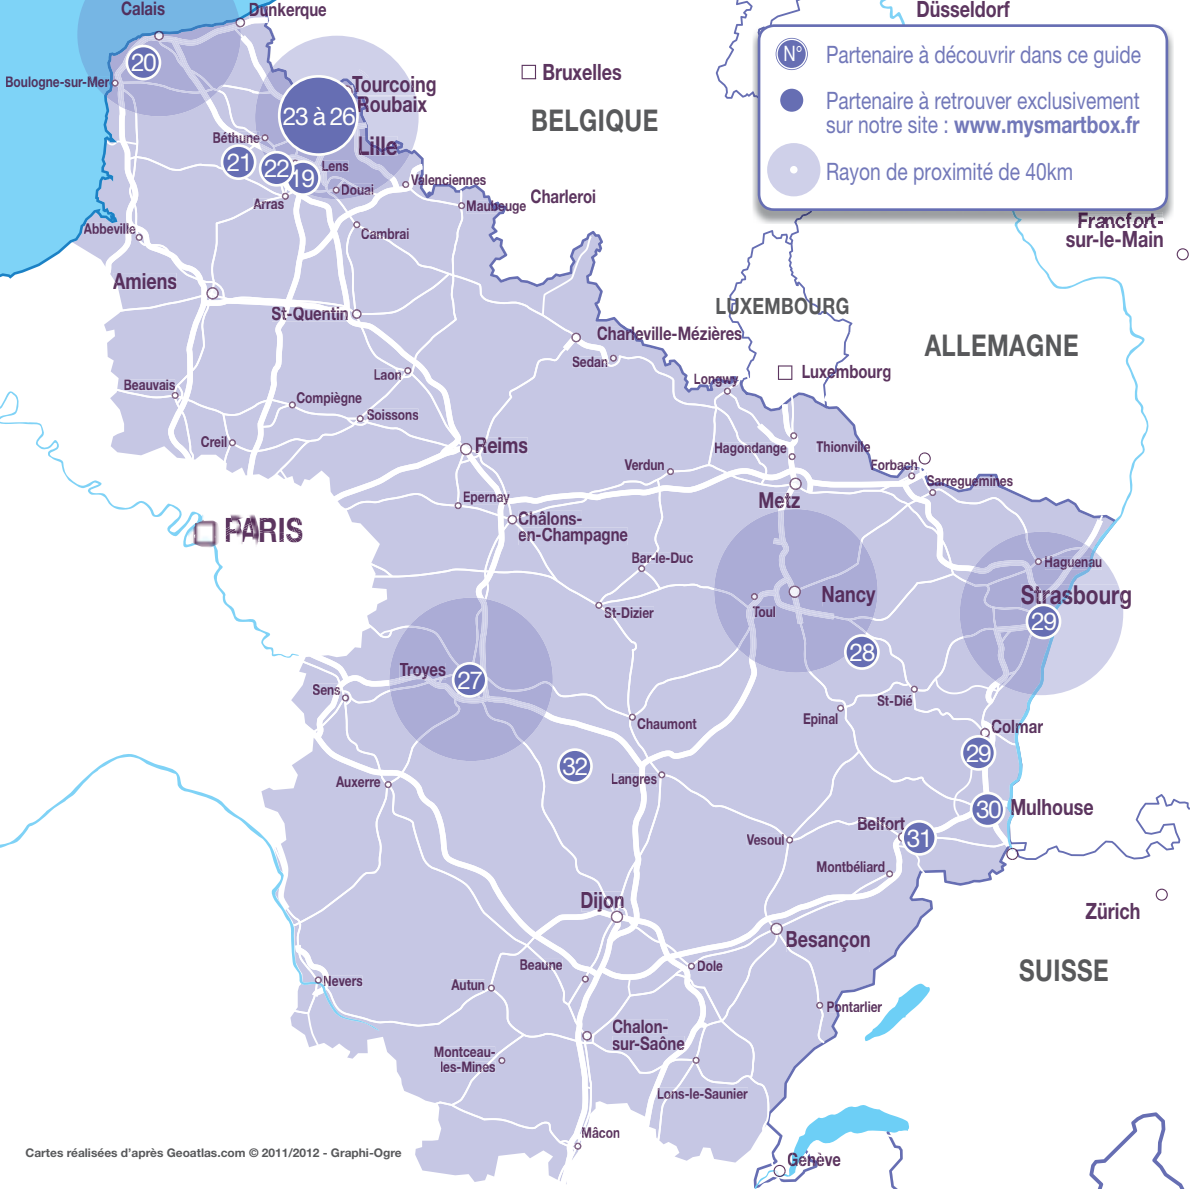 Calais
Dunkerque
Düsseldorf
N°
Partenaire à découvrir dans ce guide
Partenaire à retrouver exclusivement
sur notre site : www.mysmartbox.fr
Rayon de proximité de 40km
20
Boulogne-sur-Mer
Bruxelles
Tourcoing
Roubaix
23 à 26
BELGIQUE
Béthune
Lille
21
22
19
Lens
Douai
Valenciennes
Arras
Maubeuge
Charleroi
Abbeville
Cambrai
Francfort-
sur-le-Main
Amiens
St-Quentin
LUXEMBOURG
Charleville-Mézières
ALLEMAGNE
Sedan
Laon
Longwy
Luxembourg
Beauvais
Compiègne
Soissons
Creil
Reims
Hagondange
Thionville
Verdun
Forbach
Sarreguemines
Epernay
Metz
Châlons-
en-Champagne
PARIS
Bar-le-Duc
Haguenau
Nancy
Strasbourg
St-Dizier
Toul
29
28
Troyes
27
Sens
St-Dié
Epinal
Chaumont
Colmar
29
32
Langres
Auxerre
30
Mulhouse
Belfort
31
Vesoul
Montbéliard
Dijon
Zürich
Besançon
Beaune
Dole
SUISSE
Nevers
Autun
Pontarlier
Chalon-
sur-Saône
Montceau-
les-Mines
Lons-le-Saunier
Mâcon
Cartes réalisées d'après Geoatlas.com © 2011/2012 - Graphi-Ogre
Genève